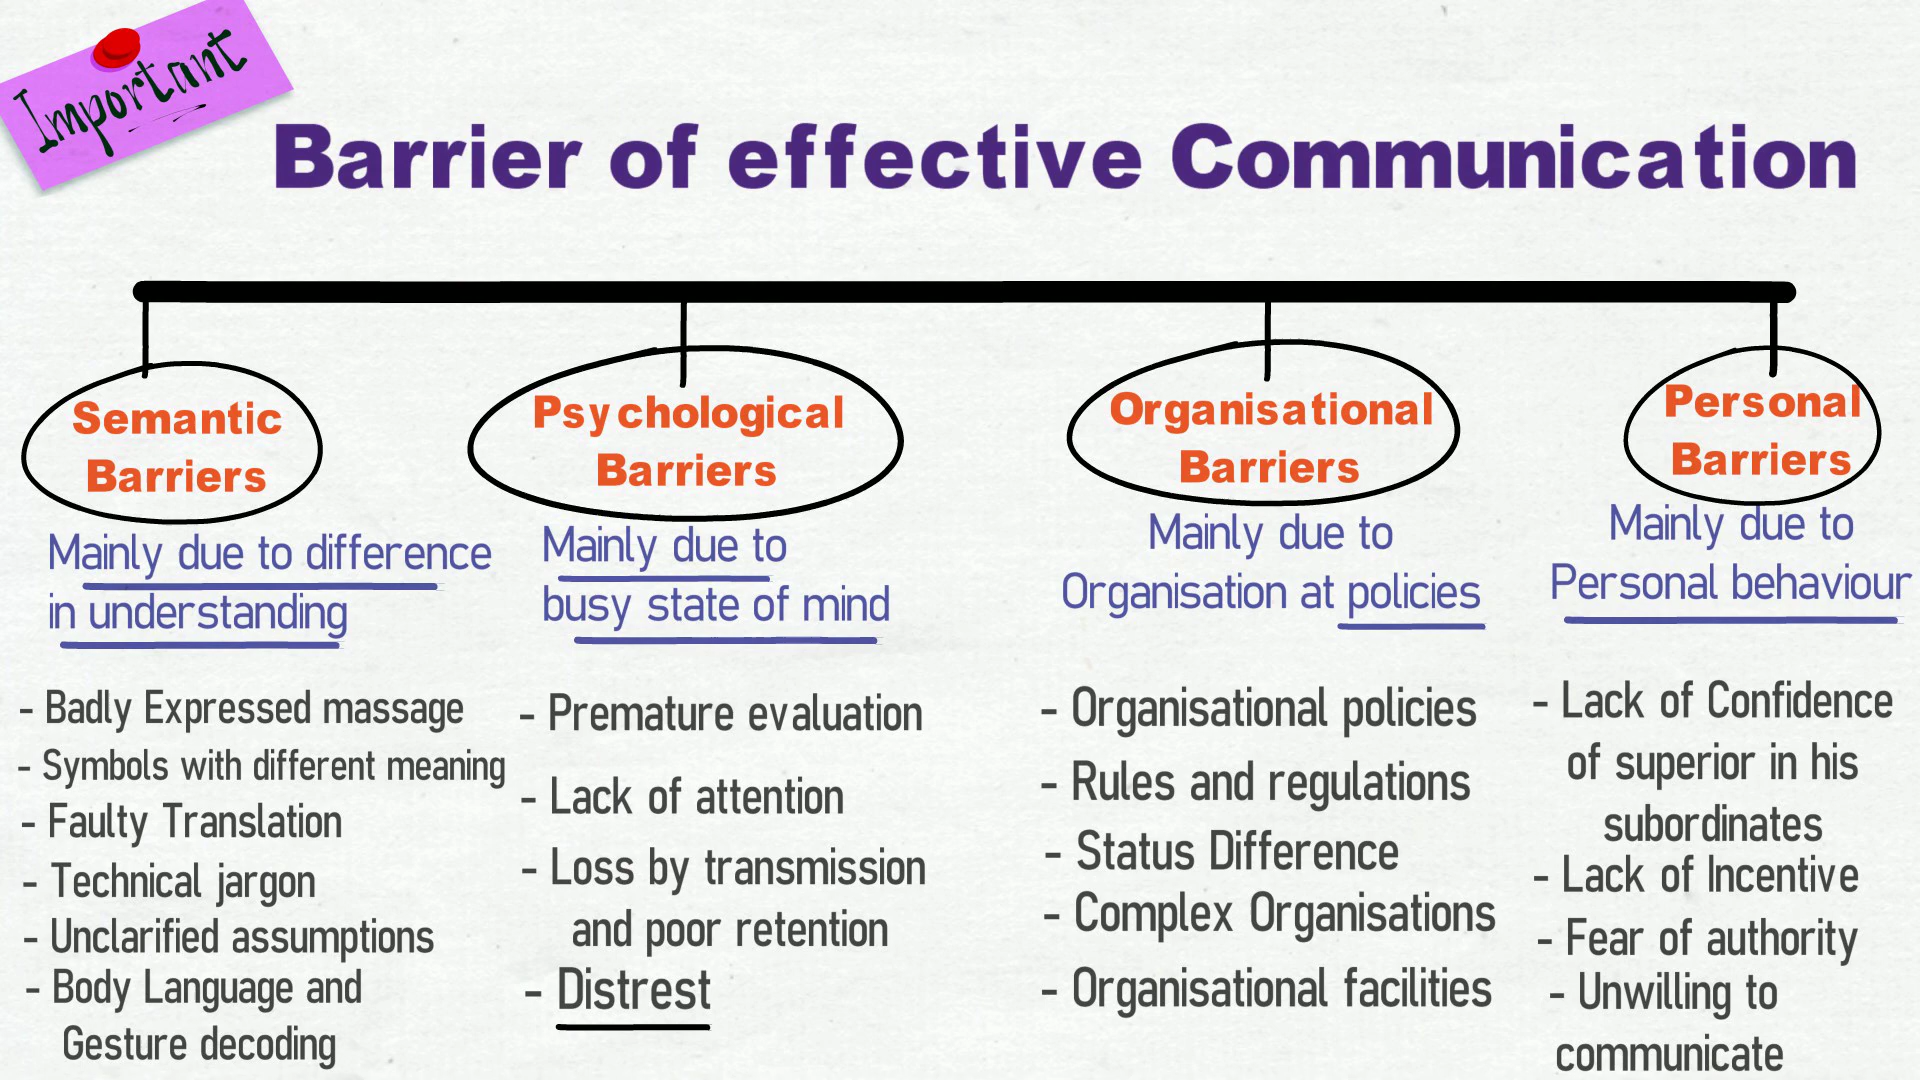 Important
Barrier of effective Communication
Semantic
Barriers
Mainly due to difference
in understanding
- Badly Expressed massage
- Symbols with different meaning
- Faulty Translation
- Technical jargon
- Unclarified assumptions
- Body Language and
Gesture decoding
Psychological
Barriers
Mainly due to
busy state of mind
- Premature evaluation
- Lack of attention
- Loss by transmission
and poor retention
- Distrest
Organisational
Barriers
Mainly due to
Organisation at policies
- Organisational policies
- Rules and regulations
- Status Difference
- Complex Organisations
- Organisational facilities
Personal
Barriers
Mainly due to
Personal behaviour
- Lack of Confidence
of superior in his
subordinates
- Lack of Incentive
- Fear of authority
- Unwilling to
communicate